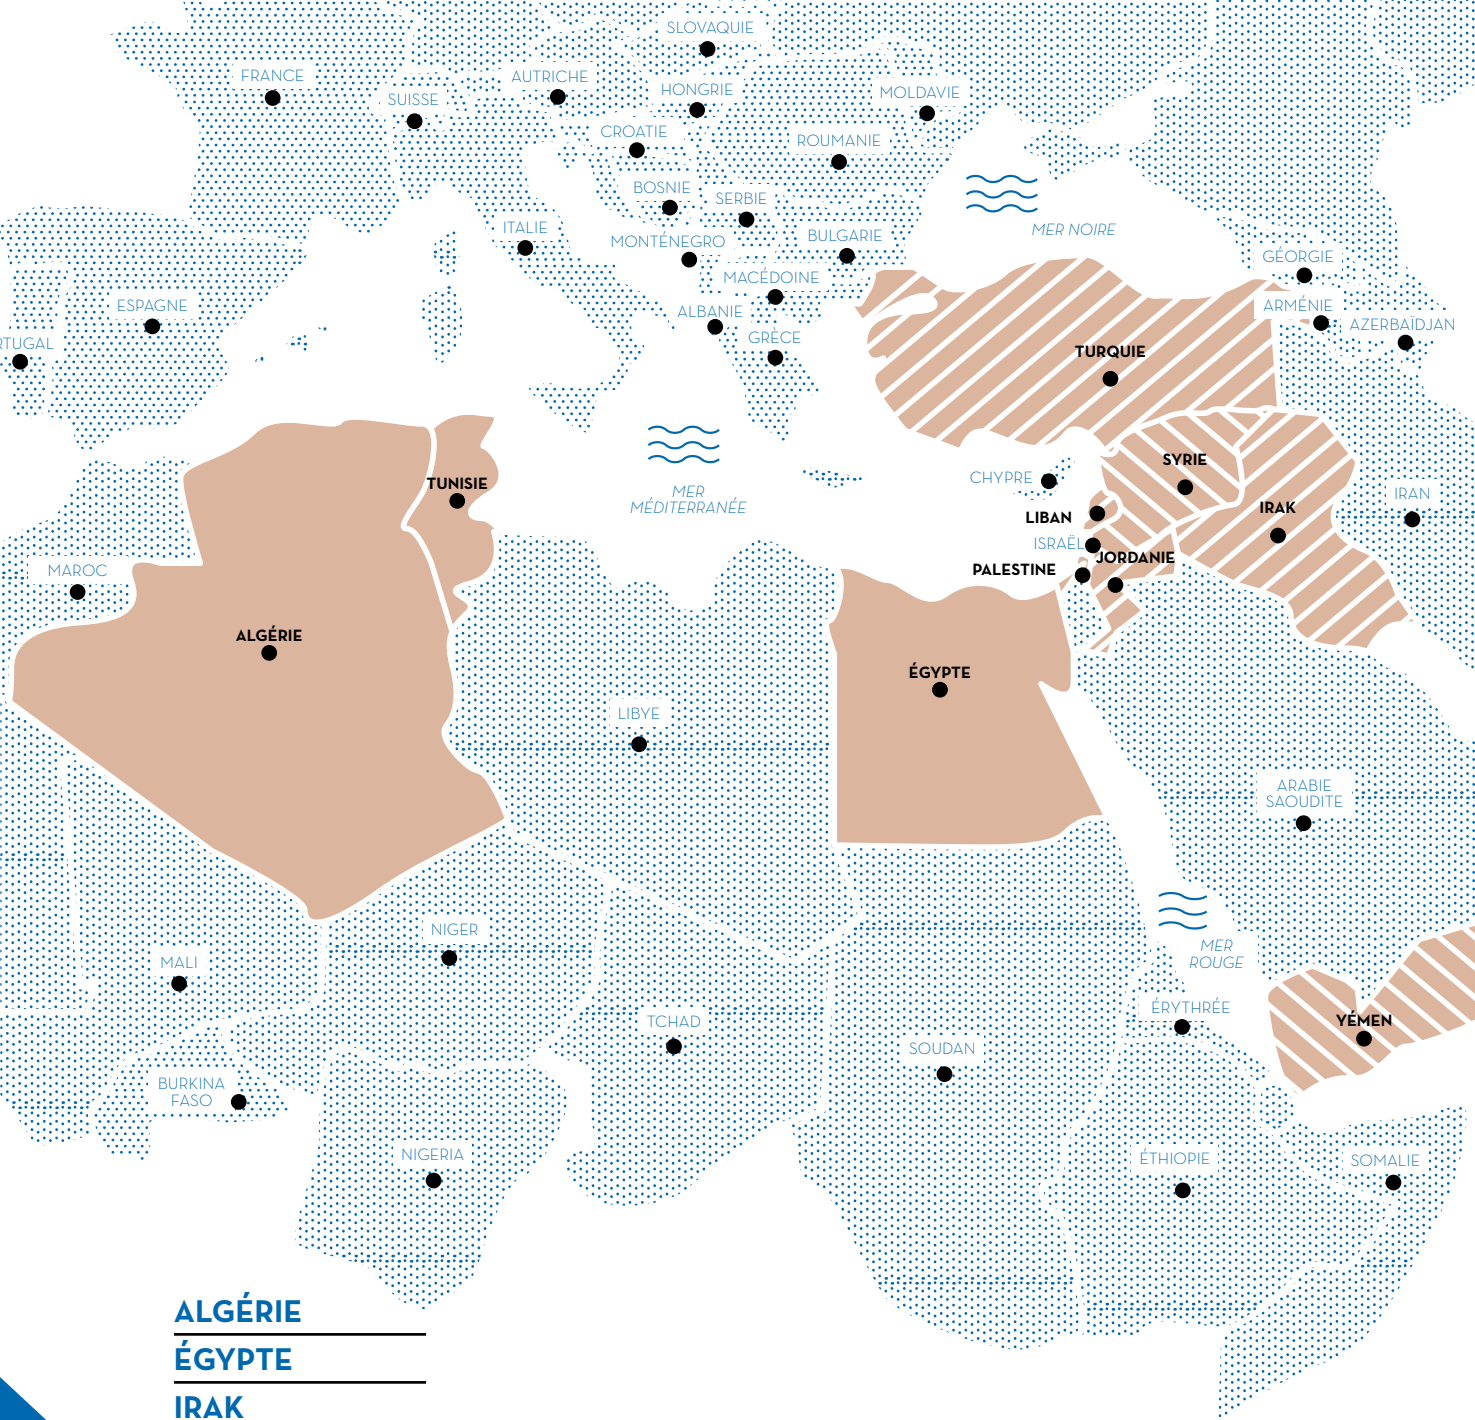 SLOVAQUIE
FRANCE
AUTRICHE
SUISSE
HONGRIE
MOLDAVIE
CROATIE
ROUMANIE
BOSNIE
SERBIE
ITALIE
MONTÉNEGRO
BULGARIE
MER NOIRE
GÉORGIE
MACÉDOINE
ESPAGNE
ALBANIE
ARMÉNIE
AZERBAÏDJAN
RTUGAL
GRÈCE
TURQUIE
SYRIE
CHYPRE
TUNISIE
MER
MÉDITERRANÉE
IRAN
LIBAN
IRAK
ISRAËL
JORDANIE
PALESTINE
MAROC
ALGÉRIE
ÉGYPTE
LIBYE
ARABIE
SAOUDITE
NIGER
MER
ROUGE
MALI
ÉRYTHRÉE
TCHAD
YÉMEN
SOUDAN
BURKINA
FASO
NIGERIA
ÉTHIOPIE
SOMALIE
ALGÉRIE
ÉGYPTE
IRAK